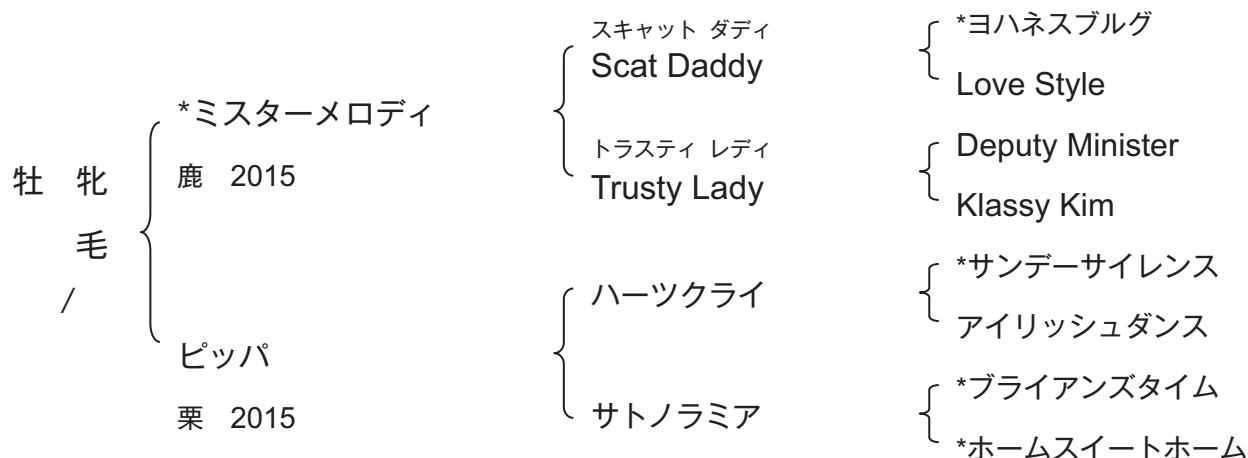 牡 牝
毛
/
*ミスターメロディ
鹿 2015
ピッパ
栗 2015
スキャット ダディ
Scat Daddy
トラスティ レディ
Trusty Lady
ハーツクライ
サトノラミア
*ヨハネスブルグ
Love Style
Deputy Minister
Klassy Kim
*サンデーサイレンス
アイリッシュダンス
*ブライアンズタイム
*ホームスイートホーム